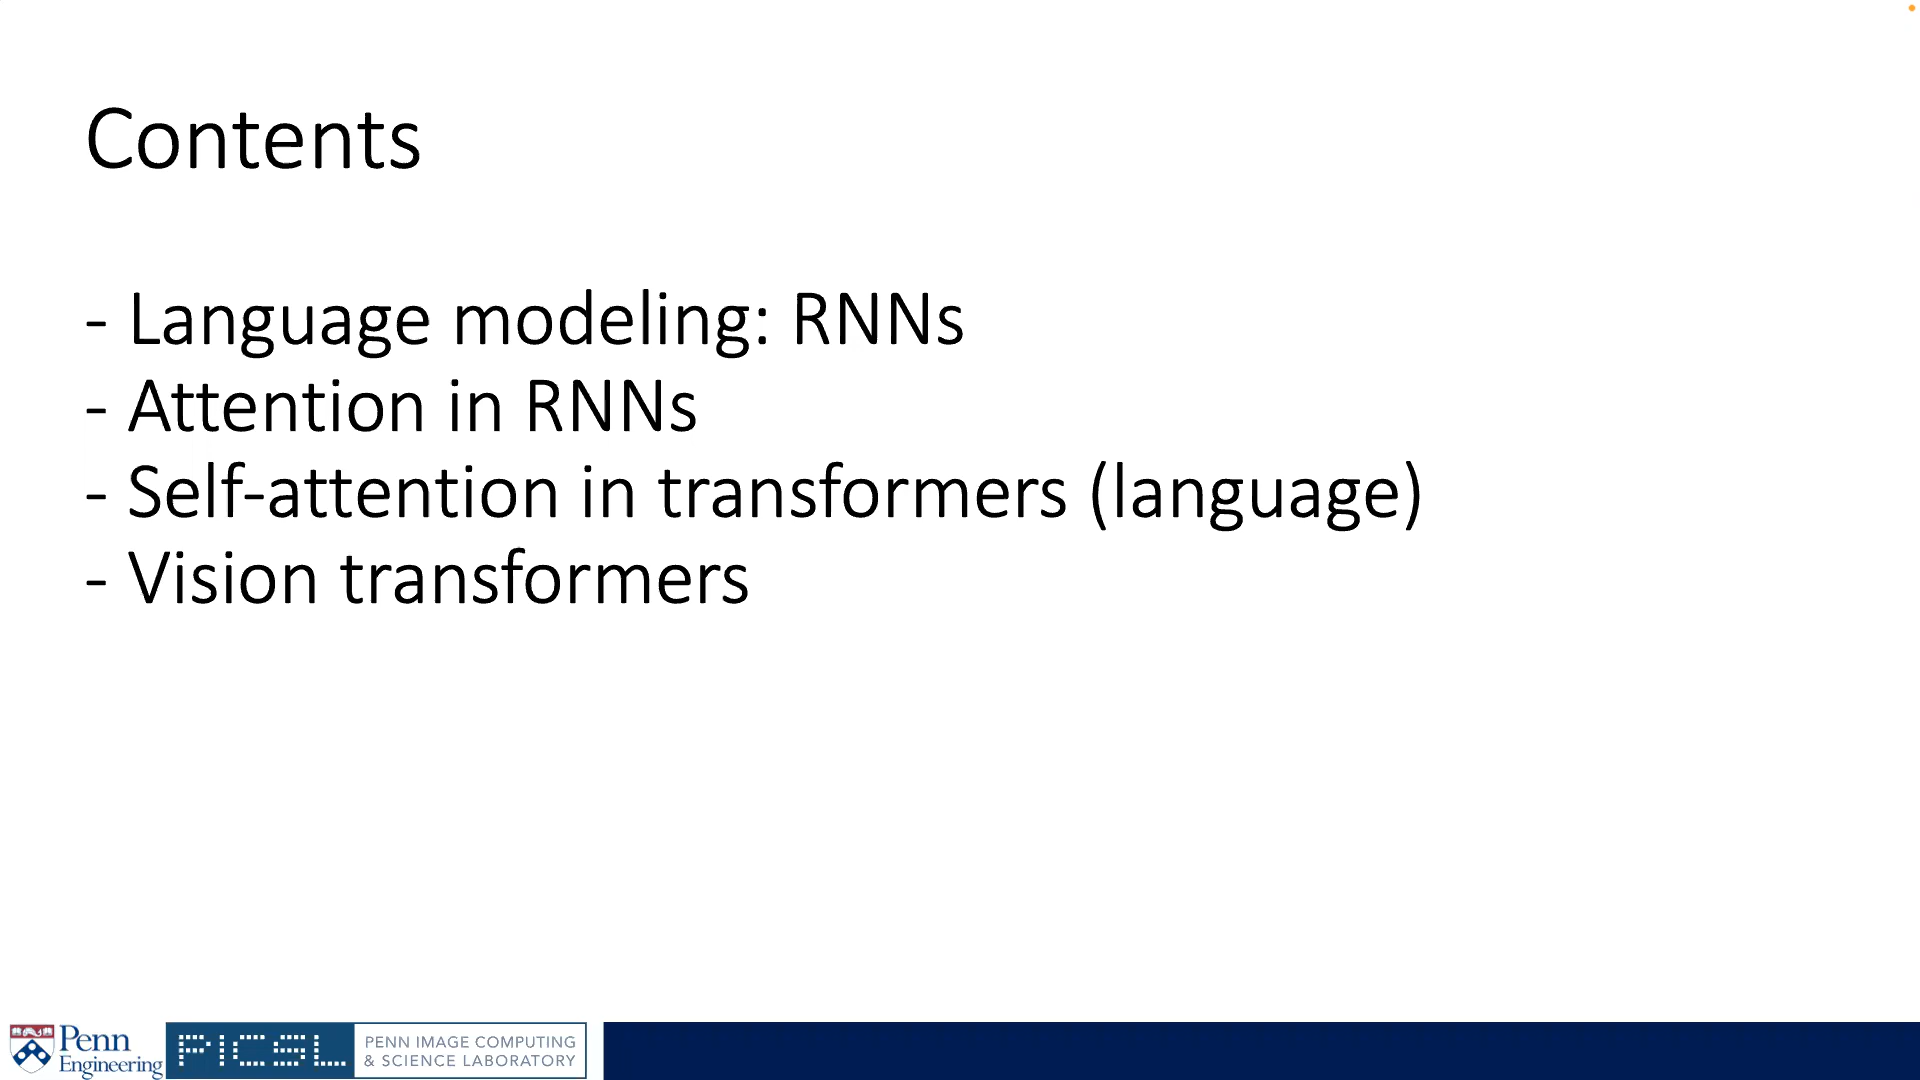 Contents
- Language modeling: RNNs
- Attention in RNNs
- Self-attention in transformers (language)
- Vision transformers
Penn
Engineering
PICSL
PENN IMAGE COMPUTING
& SCIENCE LABORATORY